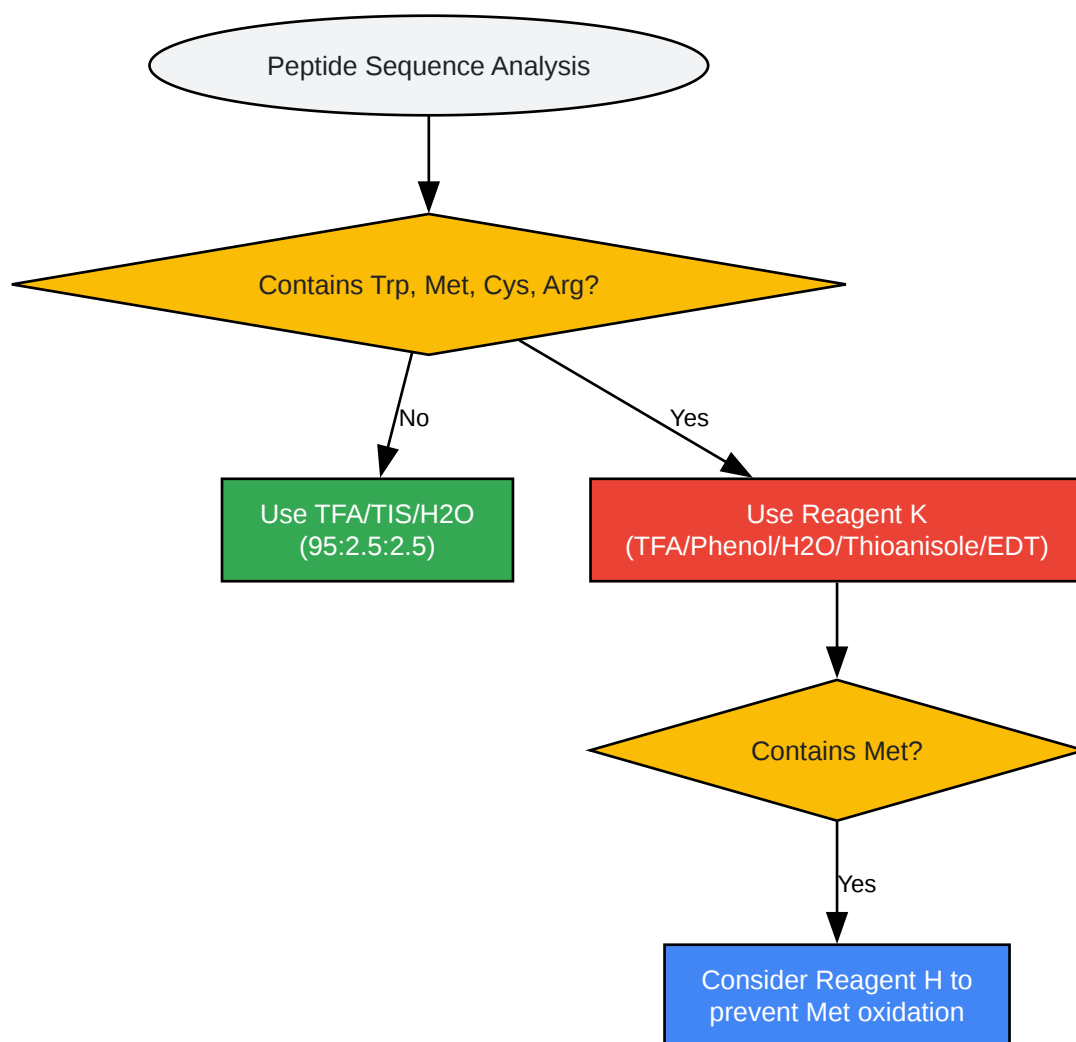 Peptide Sequence Analysis
Contains Trp, Met, Cys, Arg?
No
Yes
Use TFA/TIS/H2O
(95:2.5:2.5)
Use Reagent K
(TFA/Phenol/H2O/Thioanisole/EDT)
Contains Met?
Yes
Consider Reagent H to
prevent Met oxidation